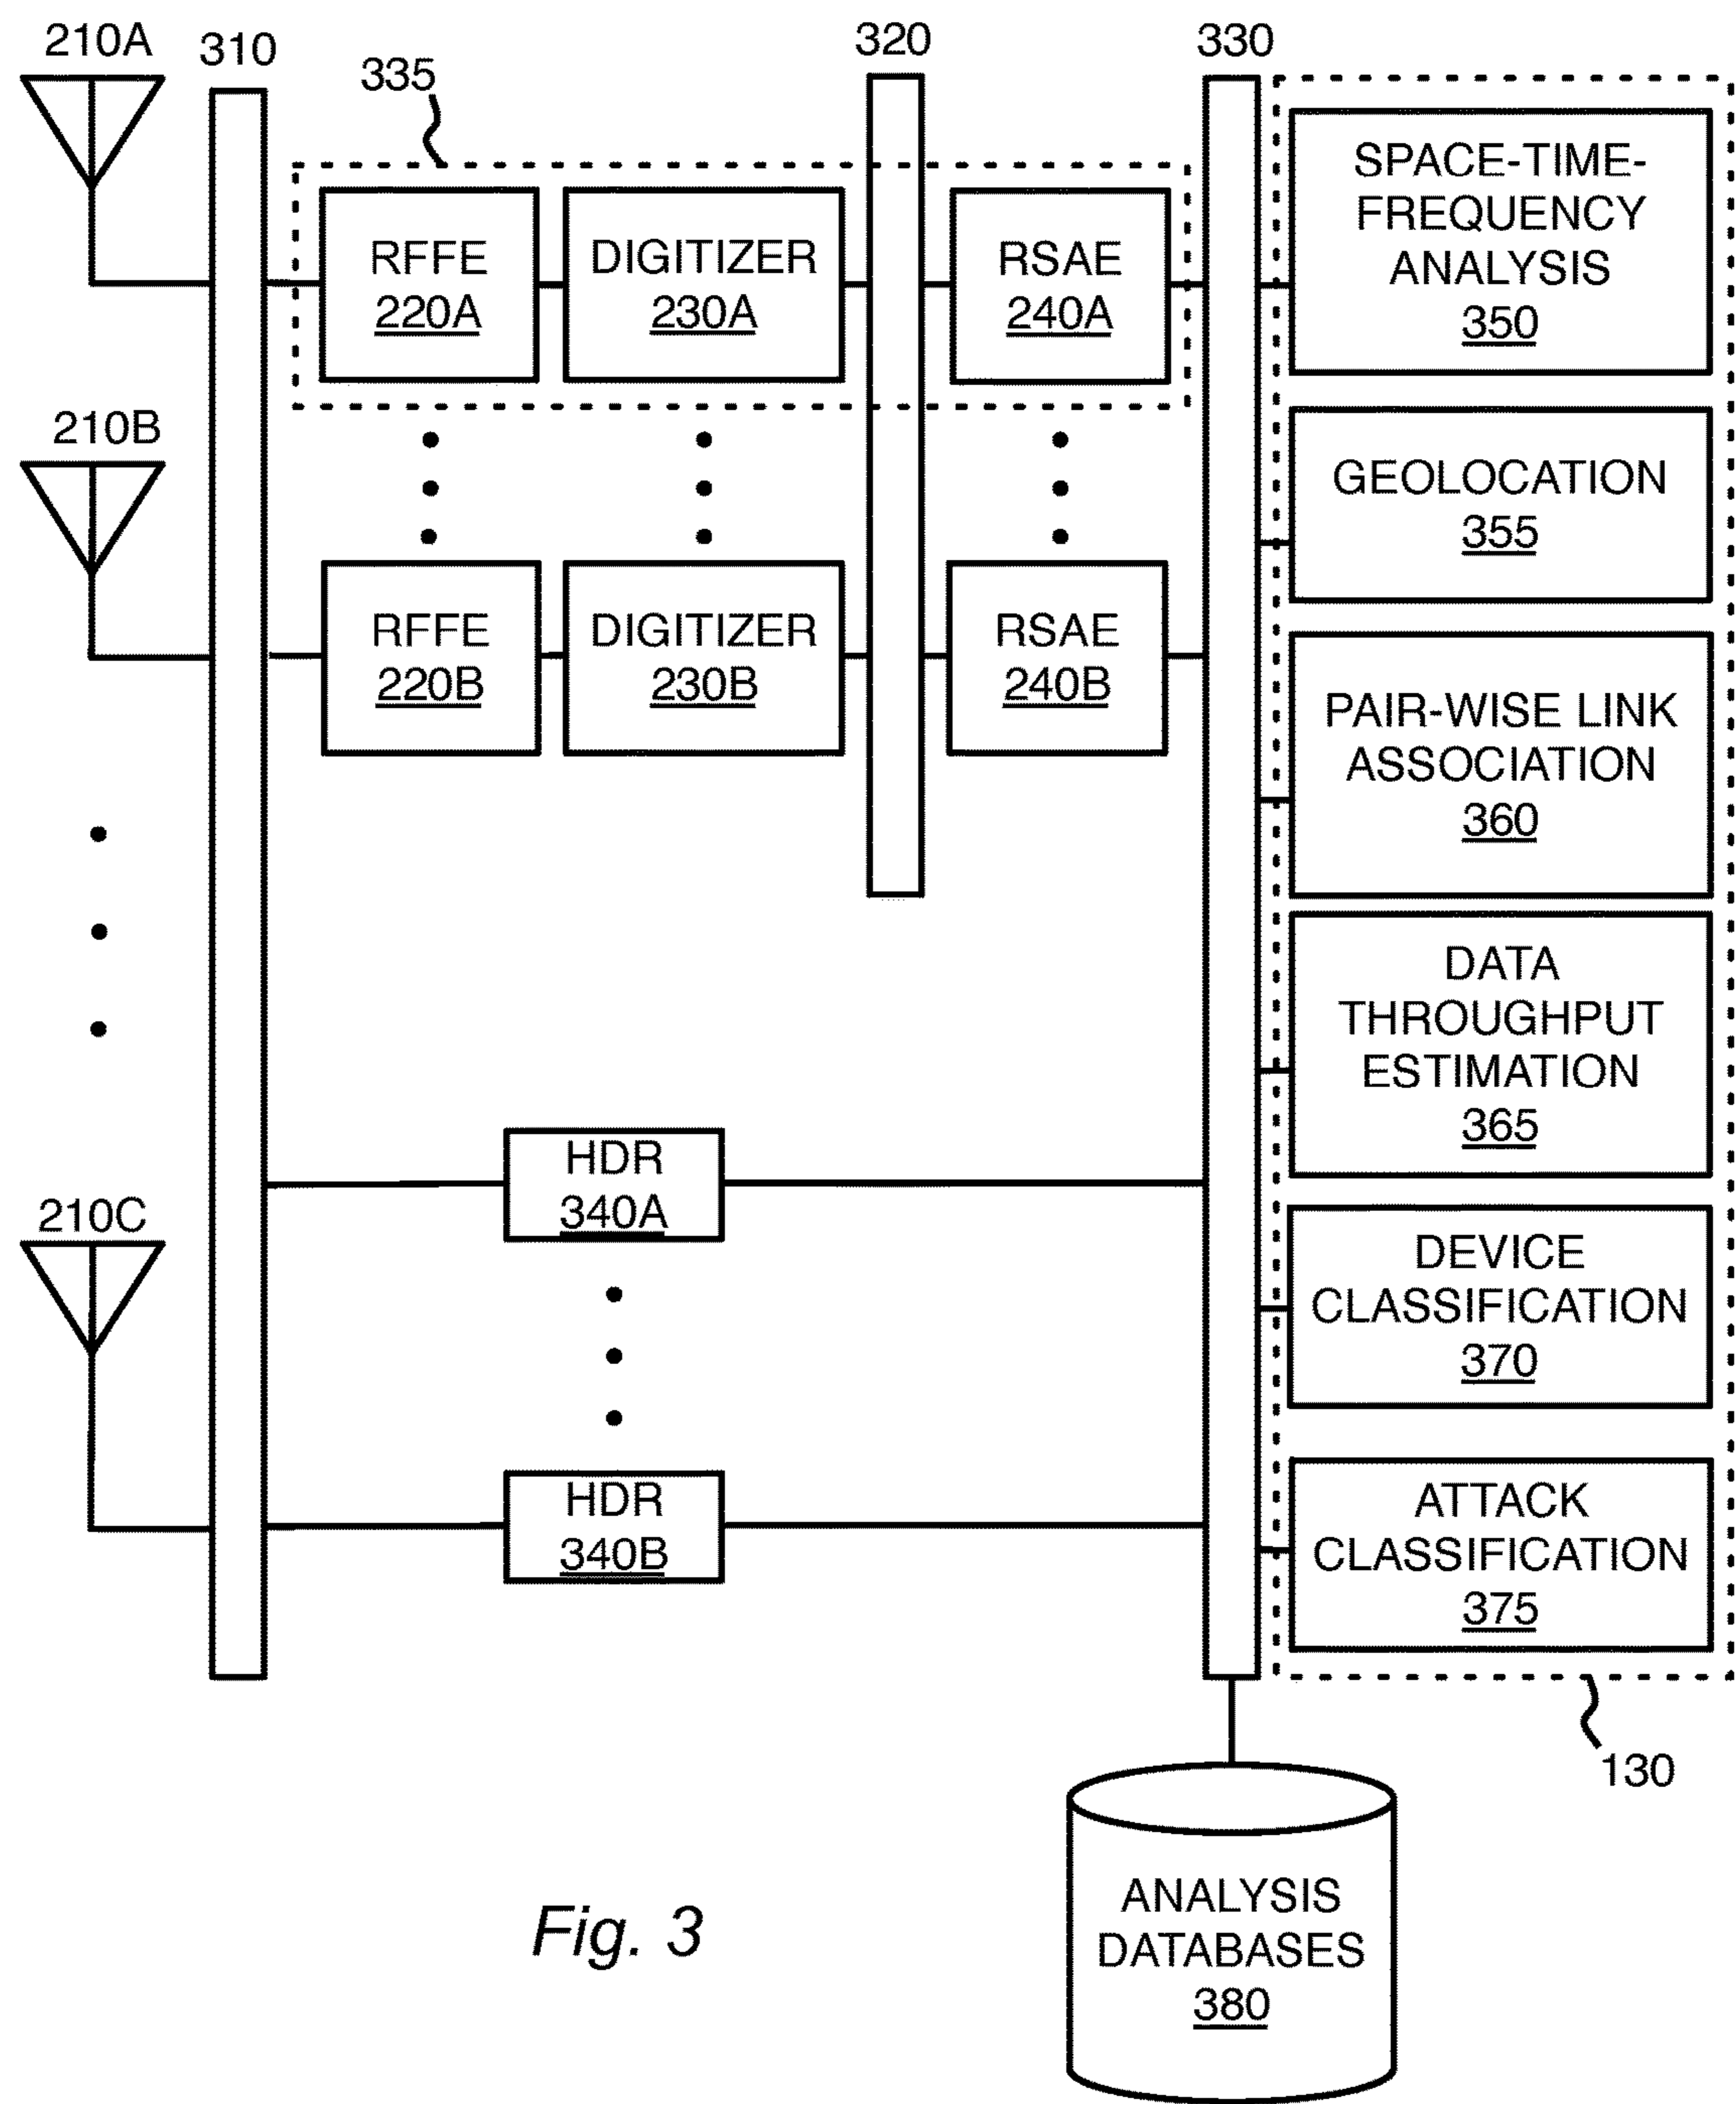 210A
310
335
320
330
RFFE
220A
DIGITIZER
230A
RSAE
240A
SPACE-TIME-
FREQUENCY
ANALYSIS
350
210B
GEOLOCATION
355
RFFE
220B
DIGITIZER
230B
RSAE
240B
PAIR-WISE LINK
ASSOCIATION
360
DATA
THROUGHPUT
ESTIMATION
365
HDR
340A
210C
DEVICE
CLASSIFICATION
370
HDR
340B
ATTACK
CLASSIFICATION
375
130
ANALYSIS
DATABASES
380
Fig. 3